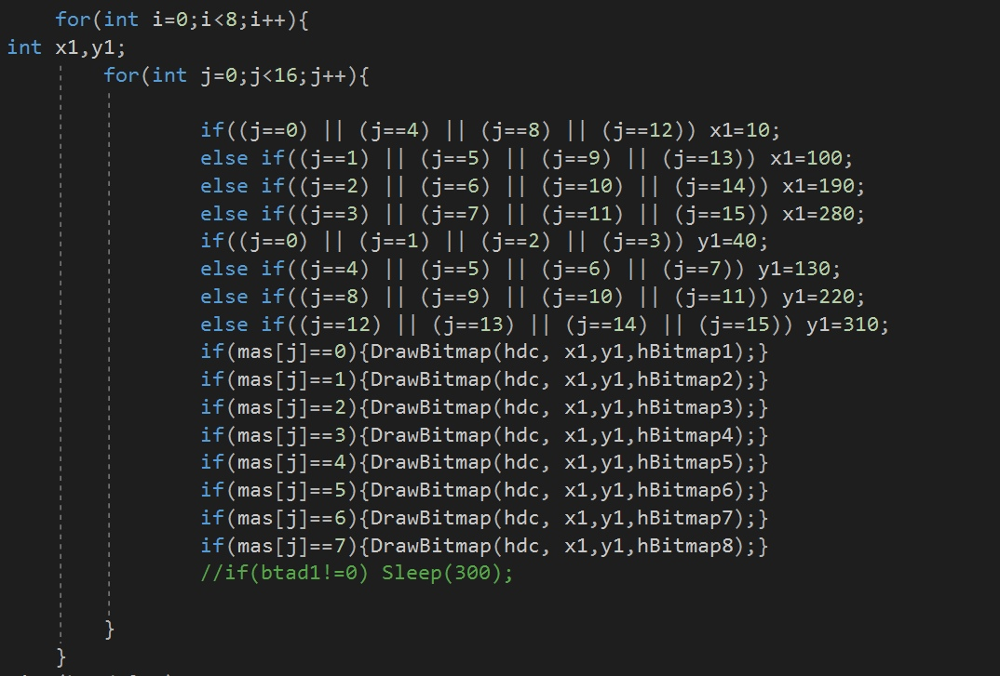 for(int i=0;i<8;i++){
int x1,y1;
for(int j=0;j<16;j++){
if((j==0) || (j==4) || (j==8) || (j==12)) x1=10;
else if((j==1) || (j==5) || (j==9) || (j==13)) x1=100;
else if((j==2) || (j==6) || (j==10) || (j==14)) x1=190;
else if((j==3) || (j==7) || (j==11) || (j==15)) x1=280;
if((j==0) || (j==1) || (j==2) || (j==3)) y1=40;
else if((j==4) || (j==5) || (j==6) || (j==7)) y1=130;
else if((j==8) || (j==9) || (j==10) || (j==11)) y1=220;
else if((j==12) || (j==13) || (j==14) || (j==15)) y1=310;
if(mas[j]==0){DrawBitmap(hdc, x1,y1,hBitmap1);}
if(mas[j]==1){DrawBitmap(hdc, x1,y1,hBitmap2);}
if(mas[j]==2){DrawBitmap(hdc, x1,y1,hBitmap3);}
if(mas[j]==3){DrawBitmap(hdc, x1,y1,hBitmap4);}
if(mas[j]==4){DrawBitmap(hdc, x1,y1,hBitmap5);}
if(mas[j]==5){DrawBitmap(hdc, x1,y1,hBitmap6);}
if(mas[j]==6){DrawBitmap(hdc, x1,y1,hBitmap7);}
if(mas[j]==7){DrawBitmap(hdc, x1,y1,hBitmap8);}
//if(btad1!=0) Sleep(300);
}
}